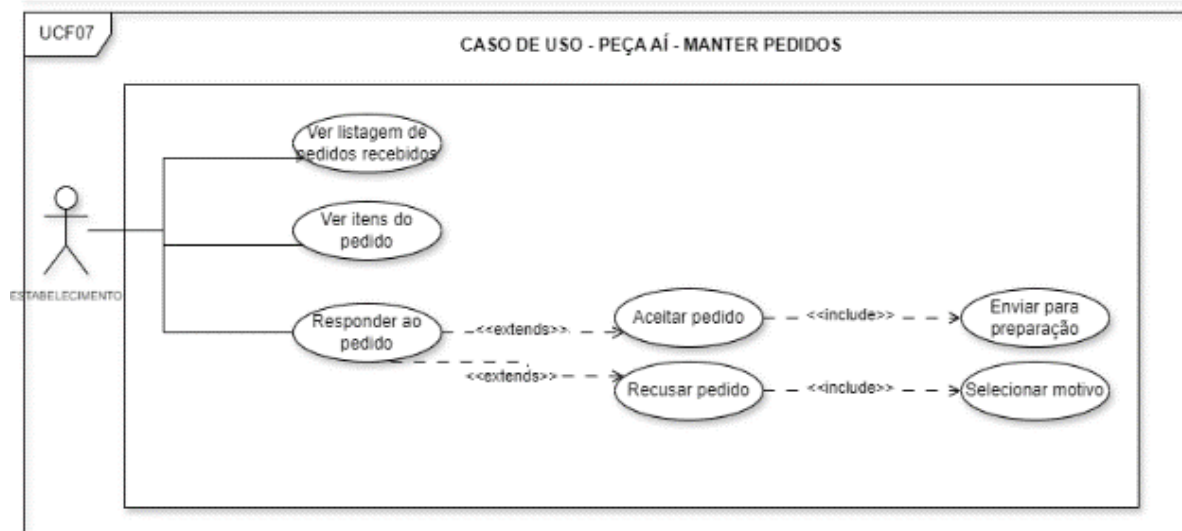 UCF07
CASO DE USO - PEÇA AÍ - MANTER PEDIDOS
Ver listagem de
pedidos recebidos
Ver itens do
pedido
ESTABELECIMENTO
Responder ao
pedido
<<extends>>
Aceitar pedido
<<include>>
Enviar para
preparação
<<extends>>
Recusar pedido
<<include>>
Selecionar motivo